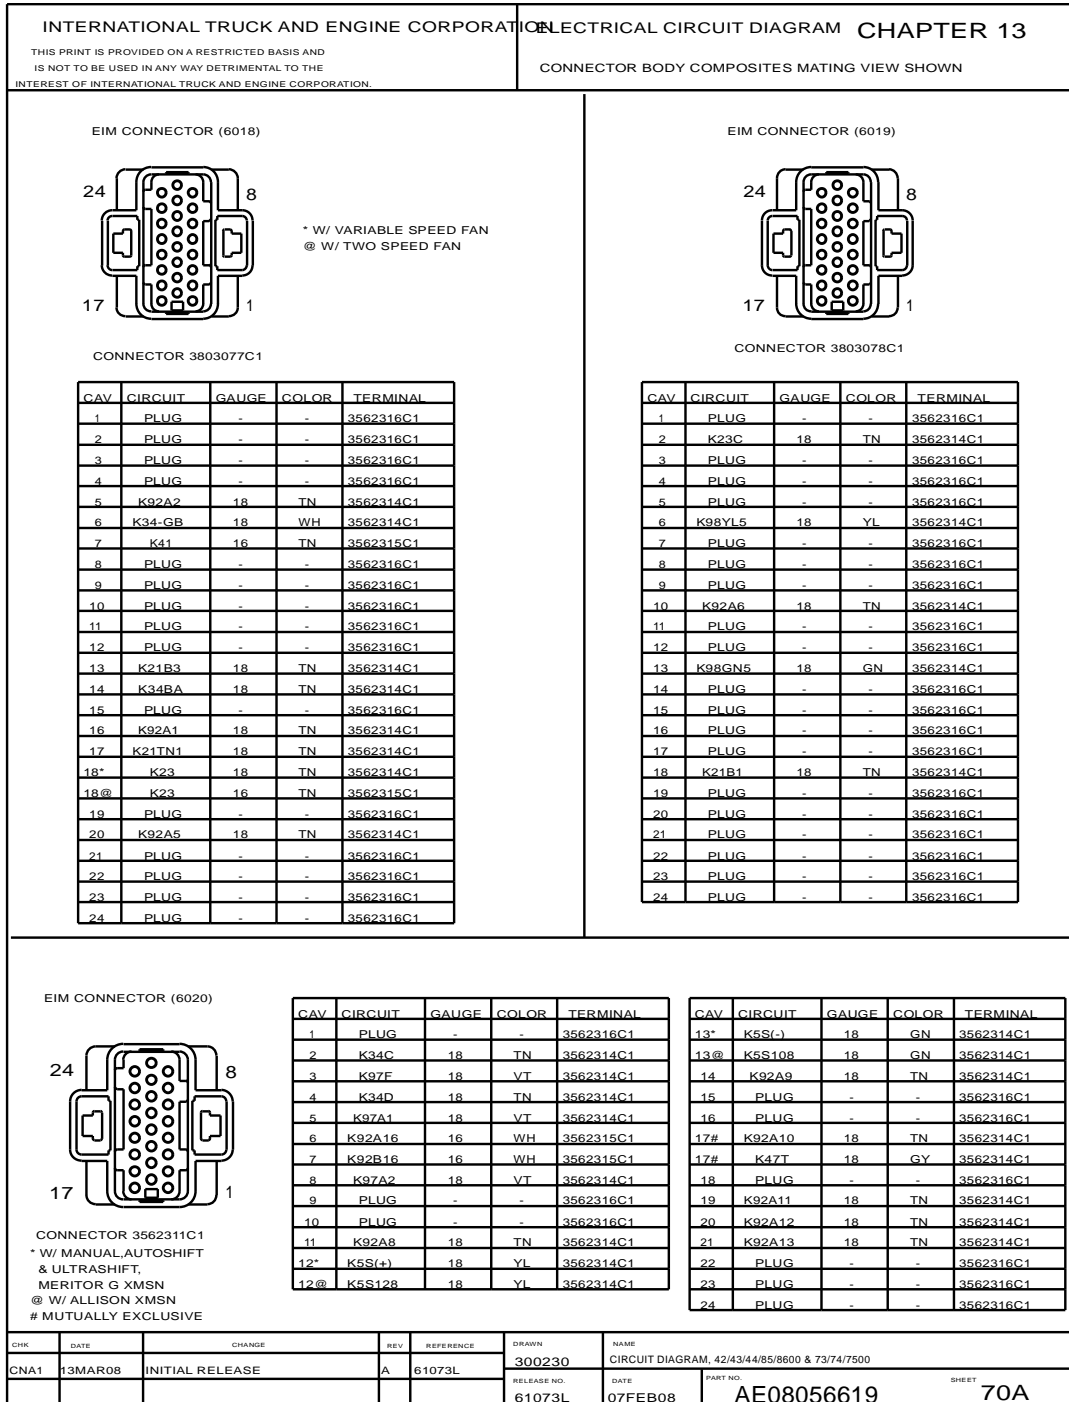 INTERNATIONAL TRUCK AND ENGINE CORPORATION
THIS PRINT IS PROVIDED ON A RESTRICTED BASIS AND
IS NOT TO BE USED IN ANY WAY DETRIMENTAL TO THE
INTEREST OF INTERNATIONAL TRUCK AND ENGINE CORPORATION.
ELECTRICAL CIRCUIT DIAGRAM CHAPTER 13
CONNECTOR BODY COMPOSITES MATING VIEW SHOWN
EIM CONNECTOR (6018)
24 8
17 1
* W/ VARIABLE SPEED FAN
@ W/ TWO SPEED FAN
CONNECTOR 3803077C1
CAV CIRCUIT GAUGE COLOR TERMINAL
1 PLUG - - 3562316C1
2 PLUG - - 3562316C1
3 PLUG - - 3562316C1
4 PLUG - - 3562316C1
5 K92A2 18 TN 3562314C1
6 K34-GB 18 WH 3562314C1
7 K41 16 TN 3562315C1
8 PLUG - - 3562316C1
9 PLUG - - 3562316C1
10 PLUG - - 3562316C1
11 PLUG - - 3562316C1
12 PLUG - - 3562316C1
13 K21B3 18 TN 3562314C1
14 K34BA 18 TN 3562314C1
15 PLUG - - 3562316C1
16 K92A1 18 TN 3562314C1
17 K21TN1 18 TN 3562314C1
18* K23 18 TN 3562314C1
18@ K23 16 TN 3562315C1
19 PLUG - - 3562316C1
20 K92A5 18 TN 3562314C1
21 PLUG - - 3562316C1
22 PLUG - - 3562316C1
23 PLUG - - 3562316C1
24 PLUG - - 3562316C1
EIM CONNECTOR (6019)
24 8
17 1
CONNECTOR 3803078C1
CAV CIRCUIT GAUGE COLOR TERMINAL
1 PLUG - - 3562316C1
2 K23C 18 TN 3562314C1
3 PLUG - - 3562316C1
4 PLUG - - 3562316C1
5 PLUG - - 3562316C1
6 K98YL5 18 YL 3562314C1
7 PLUG - - 3562316C1
8 PLUG - - 3562316C1
9 PLUG - - 3562316C1
10 K92A6 18 TN 3562314C1
11 PLUG - - 3562316C1
12 PLUG - - 3562316C1
13 K98GN5 18 GN 3562314C1
14 PLUG - - 3562316C1
15 PLUG - - 3562316C1
16 PLUG - - 3562316C1
17 PLUG - - 3562316C1
18 K21B1 18 TN 3562314C1
19 PLUG - - 3562316C1
20 PLUG - - 3562316C1
21 PLUG - - 3562316C1
22 PLUG - - 3562316C1
23 PLUG - - 3562316C1
24 PLUG - - 3562316C1
EIM CONNECTOR (6020)
24 8
17 1
CONNECTOR 3562311C1
* W/ MANUAL,AUTOSHIFT
& ULTRASHIFT,
MERITOR G XMSN
@ W/ ALLISON XMSN
# MUTUALLY EXCLUSIVE
CAV CIRCUIT GAUGE COLOR TERMINAL
1 PLUG - - 3562316C1
2 K34C 18 TN 3562314C1
3 K97F 18 VT 3562314C1
4 K34D 18 TN 3562314C1
5 K97A1 18 VT 3562314C1
6 K92A16 16 WH 3562315C1
7 K92B16 16 WH 3562315C1
8 K97A2 18 VT 3562314C1
9 PLUG - - 3562316C1
10 PLUG - - 3562316C1
11 K92A8 18 TN 3562314C1
12* K5S(+) 18 YL 3562314C1
12@ K5S128 18 YL 3562314C1
CAV CIRCUIT GAUGE COLOR TERMINAL
13* K5S(-) 18 GN 3562314C1
13@ K5S108 18 GN 3562314C1
14 K92A9 18 TN 3562314C1
15 PLUG - - 3562316C1
16 PLUG - - 3562316C1
17# K92A10 18 TN 3562314C1
17# K47T 18 GY 3562314C1
18 PLUG - - 3562316C1
19 K92A11 18 TN 3562314C1
20 K92A12 18 TN 3562314C1
21 K92A13 18 TN 3562314C1
22 PLUG - - 3562316C1
23 PLUG - - 3562316C1
24 PLUG - - 3562316C1
CHK DATE CHANGE REV REFERENCE
CNA1 13MAR08 INITIAL RELEASE A 61073L
DRAWN
300230
NAME
CIRCUIT DIAGRAM, 42/43/44/85/8600 & 73/74/7500
RELEASE NO.
61073L
DATE
07FEB08
PART NO.
AE08056619
SHEET
70A